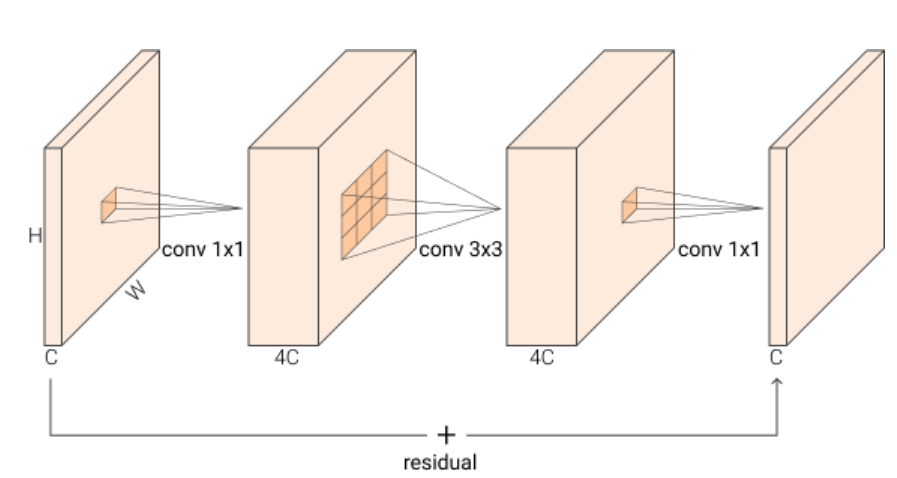 H
W
conv 1x1
conv 3x3
conv 1x1
C
4C
4C
C
+
residual